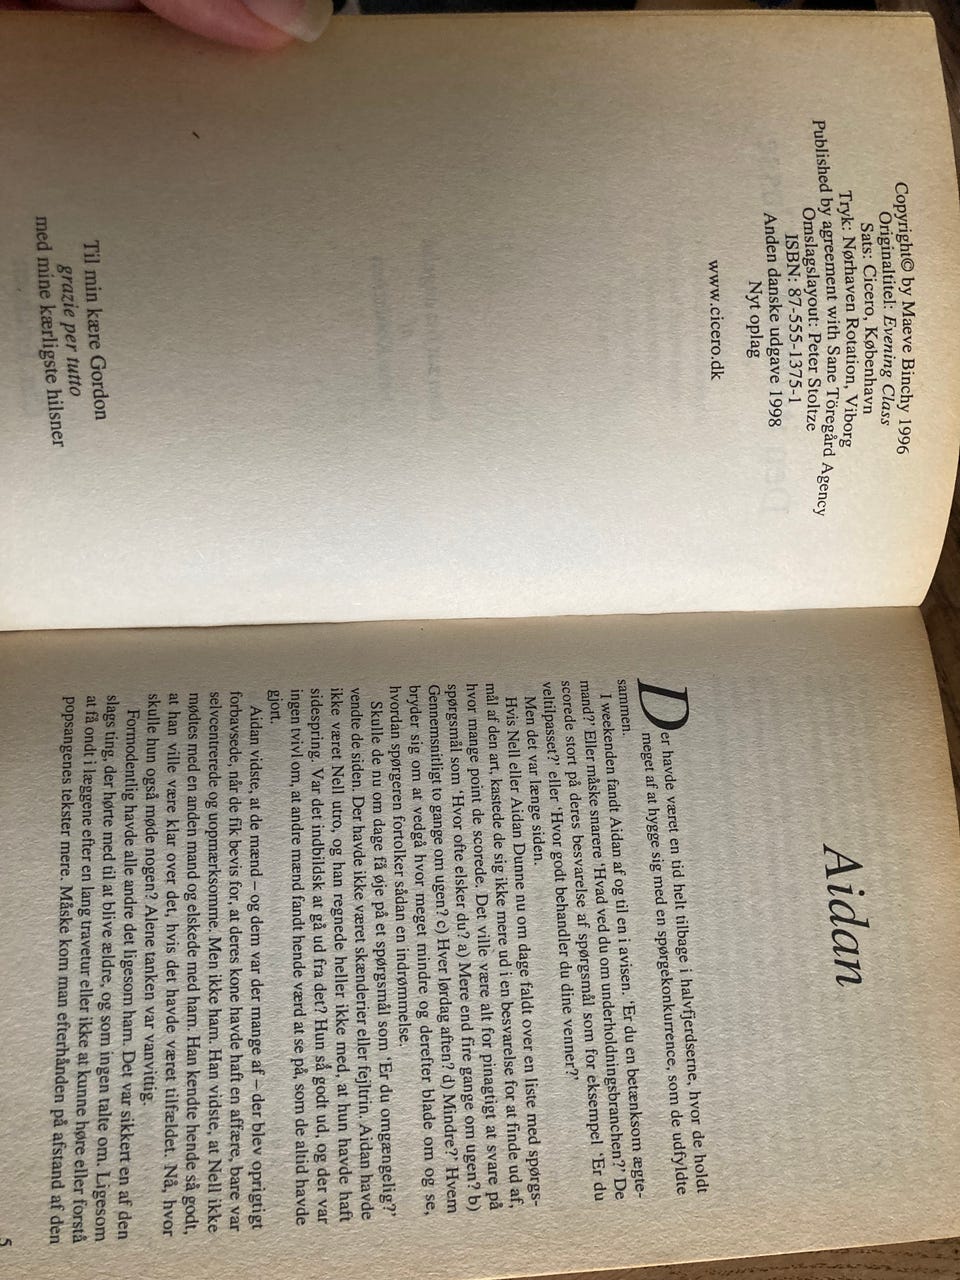 Copyright© by Maeve Binchy 1996
Originaltitel: Evening Class
Sats: Cicero, København
Tryk: Nørhaven Rotation, Viborg
Published by agreement with Sane Töregård Agency
Omslagslayout: Peter Stoltze
ISBN: 87-555-1375-1
Anden danske udgave 1998
Nyt oplag
www.cicero.dk
Til min kære Gordon
grazie per tutto
med mine kærligste hilsner
Aidan
Der havde været en tid helt tilbage i halvfjerdserne, hvor de holdt
meget af at hygge sig med en spørgekonkurrence, som de udfyldte
sammen.
I weekenden fandt Aidan af og til en i avisen. 'Er du en betænksom ægte-
mand?' Eller måske snarere 'Hvad ved du om underholdningsbranchen?' De
scorede stort på deres besvarelse af spørgsmål som for eksempel 'Er du
veltilpasset?' eller 'Hvor godt behandler du dine venner?'
Men det var længe siden.
Hvis Nell eller Aidan Dunne nu om dage faldt over en liste med spørgs-
mål af den art, kastede de sig ikke mere ud i en besvarelse for at finde ud af,
hvor mange point de scorede. Det ville være alt for pinagtigt at svare på
spørgsmål som 'Hvor ofte elsker du? a) Mere end fire gange om ugen? b)
Gennemsnitligt to gange om ugen? c) Hver lørdag aften? d) Mindre?' Hvem
bryder sig om at vedgå hvor meget mindre og derefter blade om og se,
hvordan spørgeren fortolker sådan en indrømmelse.
Skulle de nu om dage få øje på et spørgsmål som 'Er du omgængelig?'
vendte de siden. Der havde ikke været skænderier eller fejltrin. Aidan havde
ikke været Nell utro, og han regnede heller ikke med, at hun havde haft
sidespring. Var det indbildsk at gå ud fra det? Hun så godt ud, og der var
ingen tvivl om, at andre mænd fandt hende værd at se på, som de altid havde
gjort.
Aidan vidste, at de mænd – og dem var der mange af – der blev oprigtigt
forbavsede, når de fik bevis for, at deres kone havde haft en affære, bare var
selvcentrerede og uopmærksomme. Men ikke ham. Han vidste, at Nell ikke
mødtes med en anden mand og elskede med ham. Han kendte hende så godt,
at han ville være klar over det, hvis det havde været tilfældet. Nå, hvor
skulle hun også møde nogen? Alene tanken var vanvittig.
Formodentlig havde alle andre det ligesom ham. Det var sikkert en af den
slags ting, der hørte med til at blive ældre, og som ingen talte om. Ligesom
at få ondt i læggene efter en lang travetur eller ikke at kunne høre eller forstå
popsangenes tekster mere. Måske kom man efterhånden på afstand af den
5